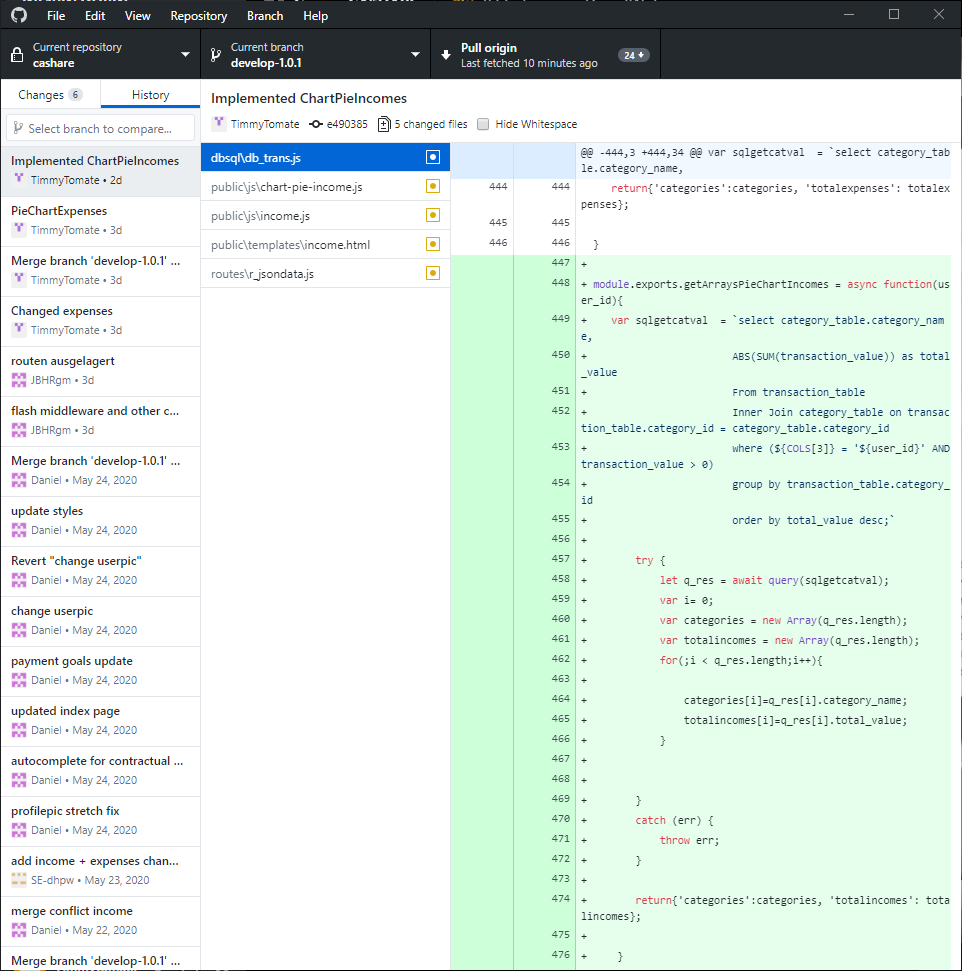 File Edit View Repository Branch Help
Current repository
cashare
Current branch
develop-1.0.1
Pull origin
Last fetched 10 minutes ago
24
Changes 6
History
Select branch to compare...
Implemented ChartPieIncomes
TimmyTomate • 2d
PieChartExpenses
TimmyTomate • 3d
Merge branch 'develop-1.0.1' ...
TimmyTomate • 3d
Changed expenses
TimmyTomate • 3d
routen ausgelagert
JBHRgm • 3d
flash middleware and other c...
JBHRgm • 3d
Merge branch 'develop-1.0.1' ...
Daniel • May 24, 2020
update styles
Daniel • May 24, 2020
Revert "change userpic"
Daniel • May 24, 2020
change userpic
Daniel • May 24, 2020
payment goals update
Daniel • May 24, 2020
updated index page
Daniel • May 24, 2020
autocomplete for contractual ...
Daniel • May 24, 2020
profilepic stretch fix
Daniel • May 24, 2020
add income + expenses chan...
SE-dhpw • May 23, 2020
merge conflict income
Daniel • May 22, 2020
Merge branch 'develop-1.0.1' ...
Implemented ChartPieIncomes
TimmyTomate e490385 5 changed files Hide Whitespace
dbsql\db_trans.js
public\js\chart-pie-income.js
public\js\income.js
public\templates\income.html
routes\r_jsondata.js
@@ -444,3 +444,34 @@ var sqlgetcatval  = `select category_tab
le.category_name,
444 444 return{'categories':categories, 'totalexpenses': totalex
penses};
445 445
446 446 }
447 +
448 + module.exports.getArraysPieChartIncomes = async function(us
er_id){
449 + var sqlgetcatval  = `select category_table.category_nam
e,
450 + ABS(SUM(transaction_value)) as total
_value
451 + From transaction_table
452 + Inner Join category_table on transac
tion_table.category_id = category_table.category_id
453 + where (${COLS[3]} = '${user_id}' AND
transaction_value > 0)
454 + group by transaction_table.category_
id
455 + order by total_value desc;`
456 +
457 + try {
458 + let q_res = await query(sqlgetcatval);
459 + var i= 0;
460 + var categories = new Array(q_res.length);
461 + var totalincomes = new Array(q_res.length);
462 + for(;i < q_res.length;i++){
463 +
464 + categories[i]=q_res[i].category_name;
465 + totalincomes[i]=q_res[i].total_value;
466 + }
467 +
468 +
469 + }
470 + catch (err) {
471 + throw err;
472 + }
473 +
474 + return{'categories':categories, 'totalincomes': tota
lincomes};
475 +
476 + }